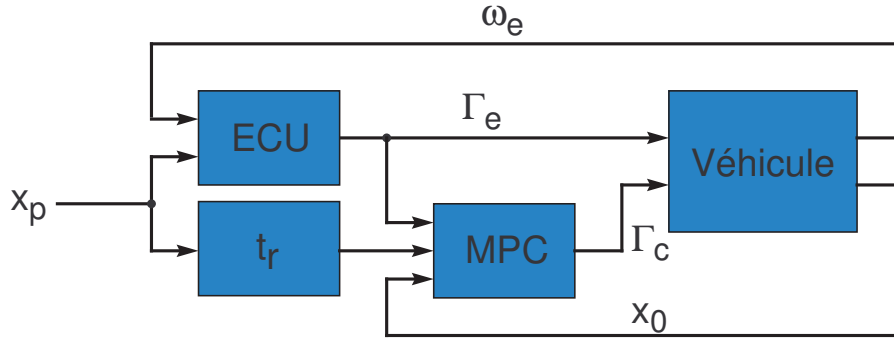 ωe
ECU
Γe
Véhicule
xp
tr
MPC
Γc
x0